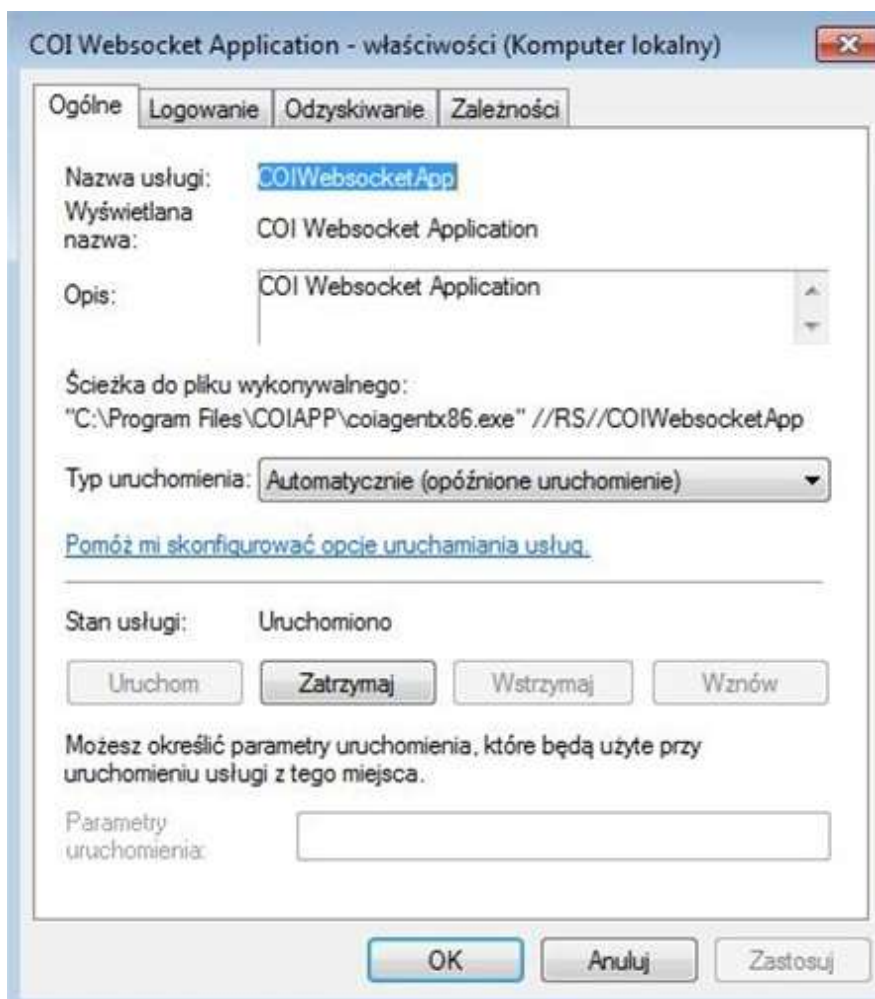 COI Websocket Application - właściwości (Komputer lokalny)
Ogólne Logowanie Odzyskiwanie Zależności
Nazwa usługi: COIWebsocketApp
Wyświetlana
nazwa: COI Websocket Application
Opis: COI Websocket Application
Ścieżka do pliku wykonywalnego:
"C:\Program Files\COIAPP\coiagentx86.exe" //RS//COIWebsocketApp
Typ uruchomienia: Automatycznie (opóźnione uruchomienie)
Pomóż mi skonfigurować opcje uruchamiania usług.
Stan usługi: Uruchomiono
Uruchom Zatrzymaj Wstrzymaj Wznów
Możesz określić parametry uruchomienia, które będą użyte przy
uruchomieniu usługi z tego miejsca.
Parametry
uruchomienia:
OK Anuluj Zastosuj